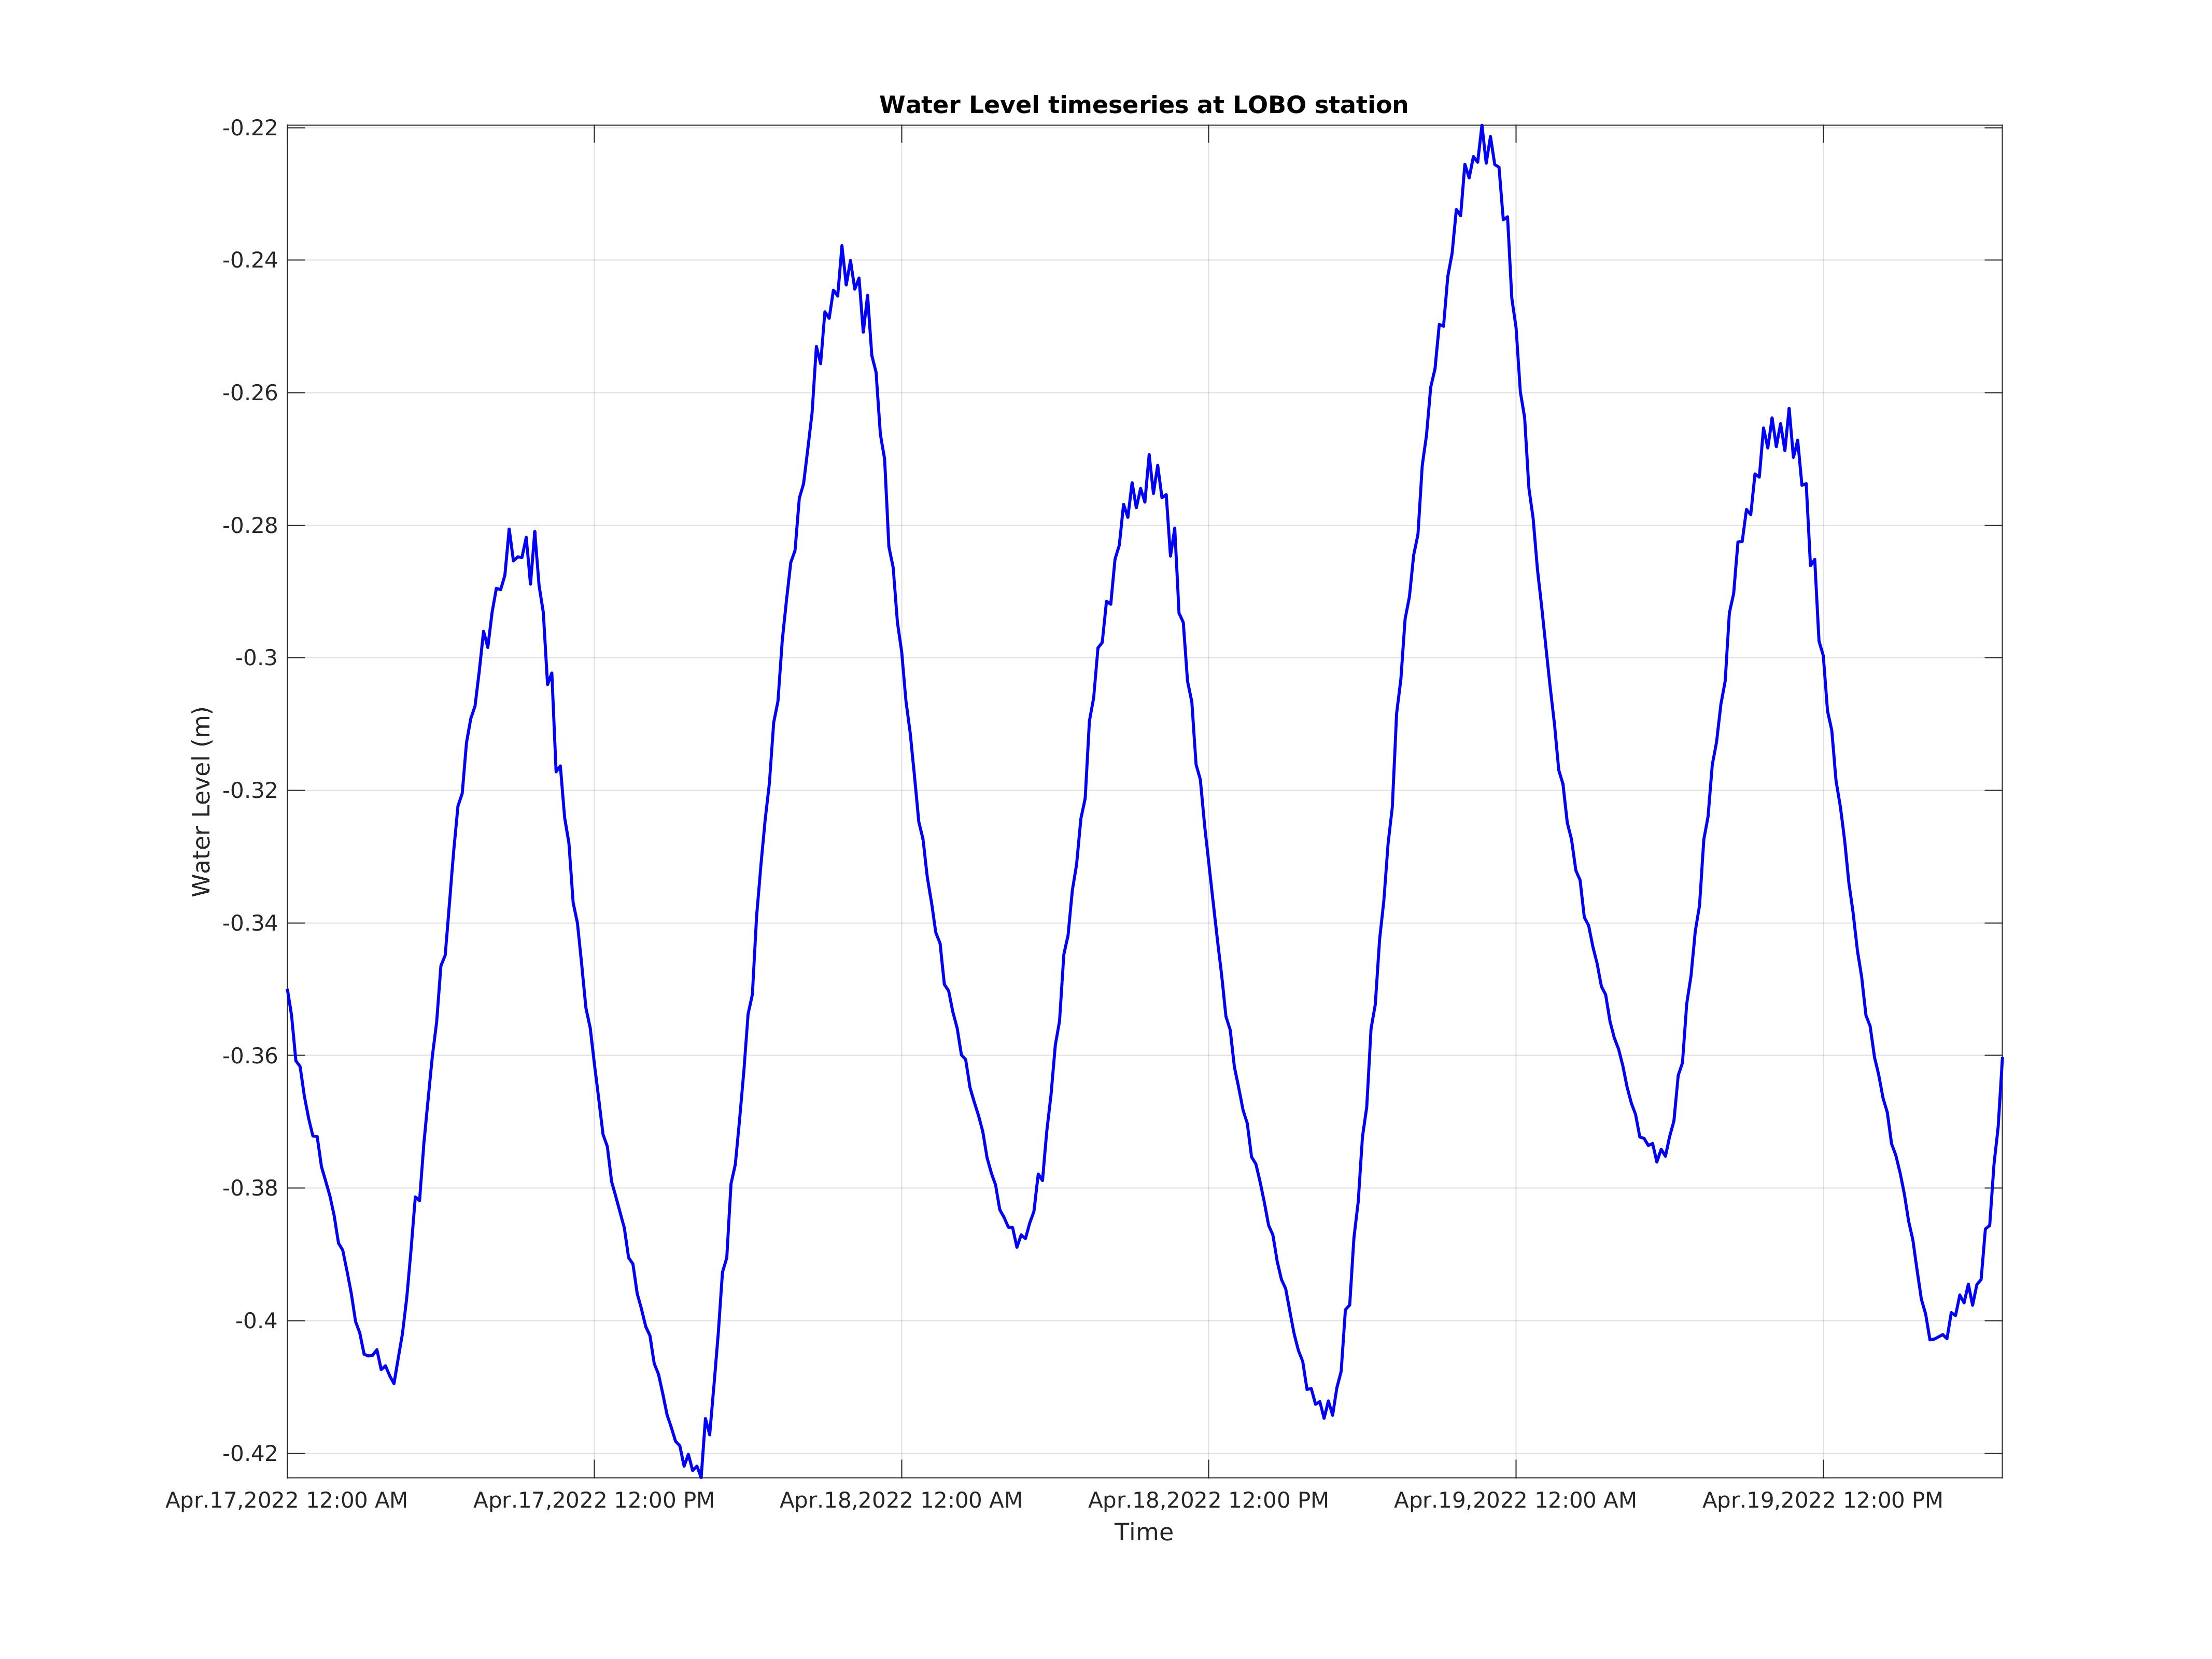 Water Level timeseries at LOBO station
-0.22
-0.24
-0.26
-0.28
-0.3
-0.32
-0.34
-0.36
-0.38
-0.4
-0.42
Water Level (m)
Apr.17,2022 12:00 AM Apr.17,2022 12:00 PM Apr.18,2022 12:00 AM Apr.18,2022 12:00 PM Apr.19,2022 12:00 AM Apr.19,2022 12:00 PM
Time